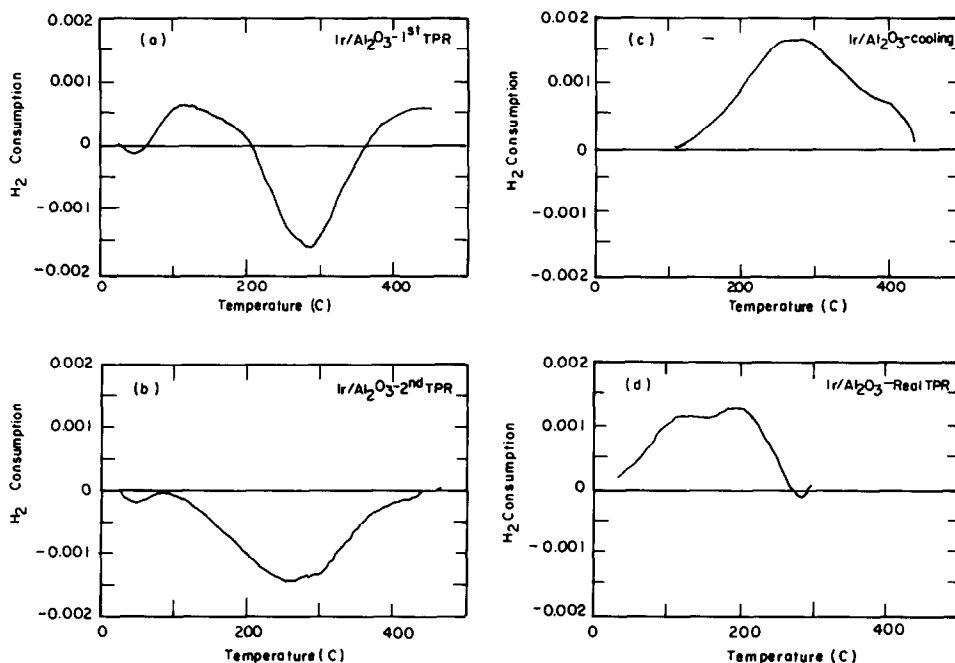 (a) Ir/Al2O3-1st TPR
H2 Consumption
0.002
0.001
0
-0.001
-0.002
0 200 400
Temperature (C)
(c) Ir/Al2O3-cooling
H2 Consumption
0.002
0.001
0
-0.001
-0.002
0 200 400
Temperature (C)
(b) Ir/Al2O3-2nd TPR
H2 Consumption
0.002
0.001
0
-0.001
-0.002
0 200 400
Temperature (C)
(d) Ir/Al2O3-Real TPR
H2 Consumption
0.002
0.001
0
-0.001
-0.002
0 200 400
Temperature (C)